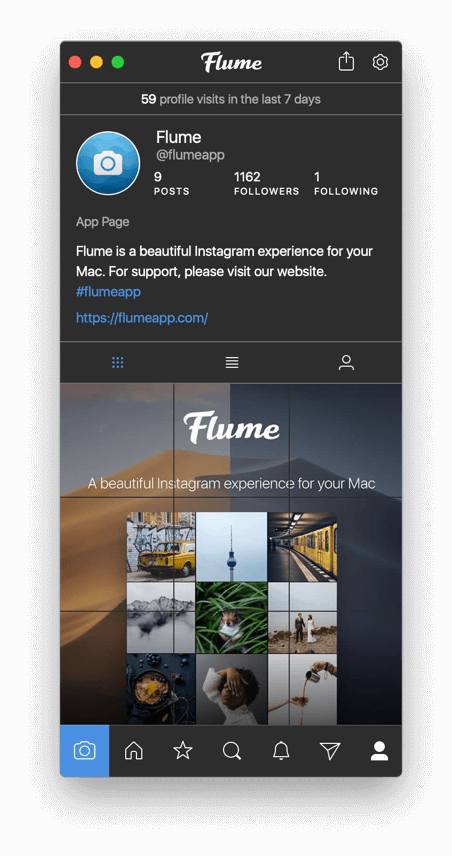 Flume
59 profile visits in the last 7 days
Flume
@flumeapp
9 1162 1
POSTS FOLLOWERS FOLLOWING
App Page
Flume is a beautiful Instagram experience for your
Mac. For support, please visit our website.
#flumeapp
https://flumeapp.com/
Flume
A beautiful Instagram experience for your Mac